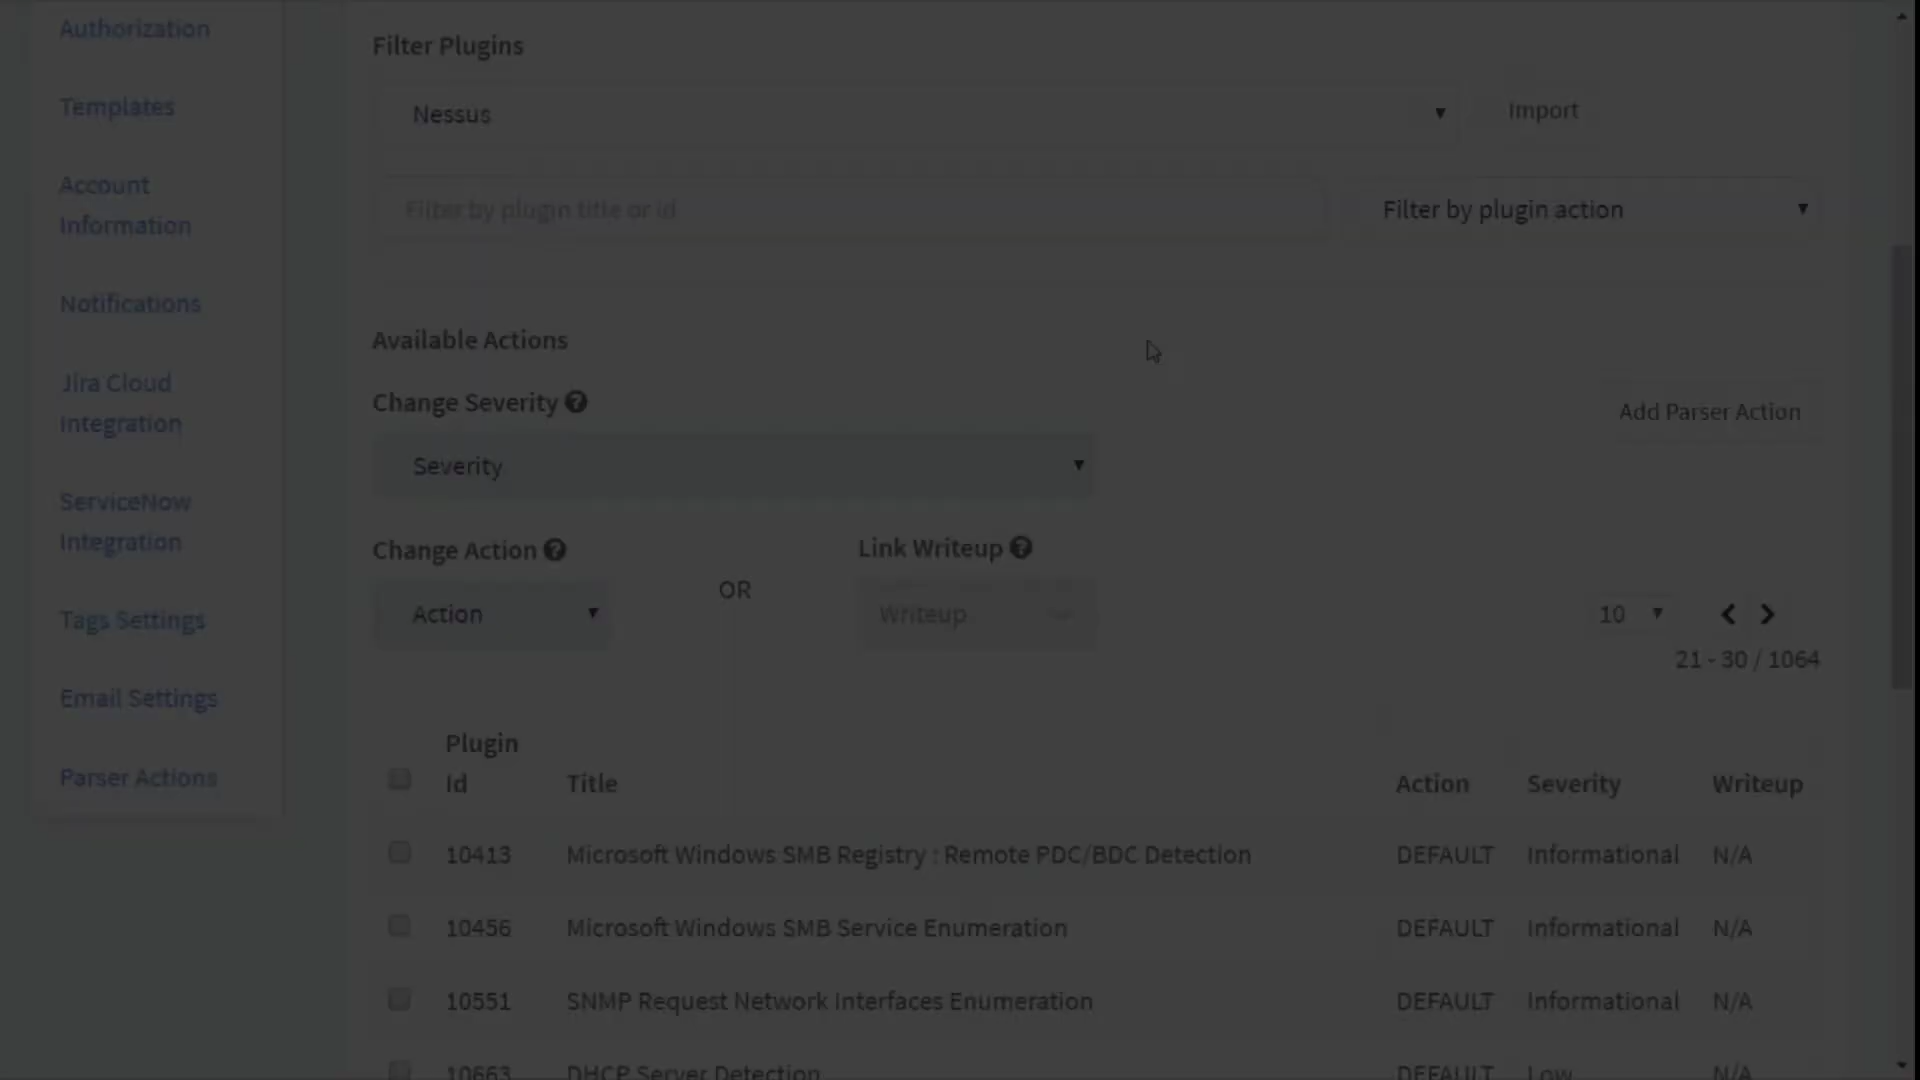 Authorization
Templates
Account
Information
Notifications
Jira Cloud
Integration
ServiceNow
Integration
Tags Settings
Email Settings
Parser Actions
Filter Plugins
Nessus
Import
Filter by plugin title or id
Filter by plugin action
Available Actions
Change Severity
Add Parser Action
Severity
Change Action
OR
Link Writeup
Action
Writeup
10
21 - 30 / 1064
Plugin
Id Title Action Severity Writeup
10413 Microsoft Windows SMB Registry : Remote PDC/BDC Detection DEFAULT Informational N/A
10456 Microsoft Windows SMB Service Enumeration DEFAULT Informational N/A
10551 SNMP Request Network Interfaces Enumeration DEFAULT Informational N/A
10663 DHCP Server Detection DEFAULT Low N/A